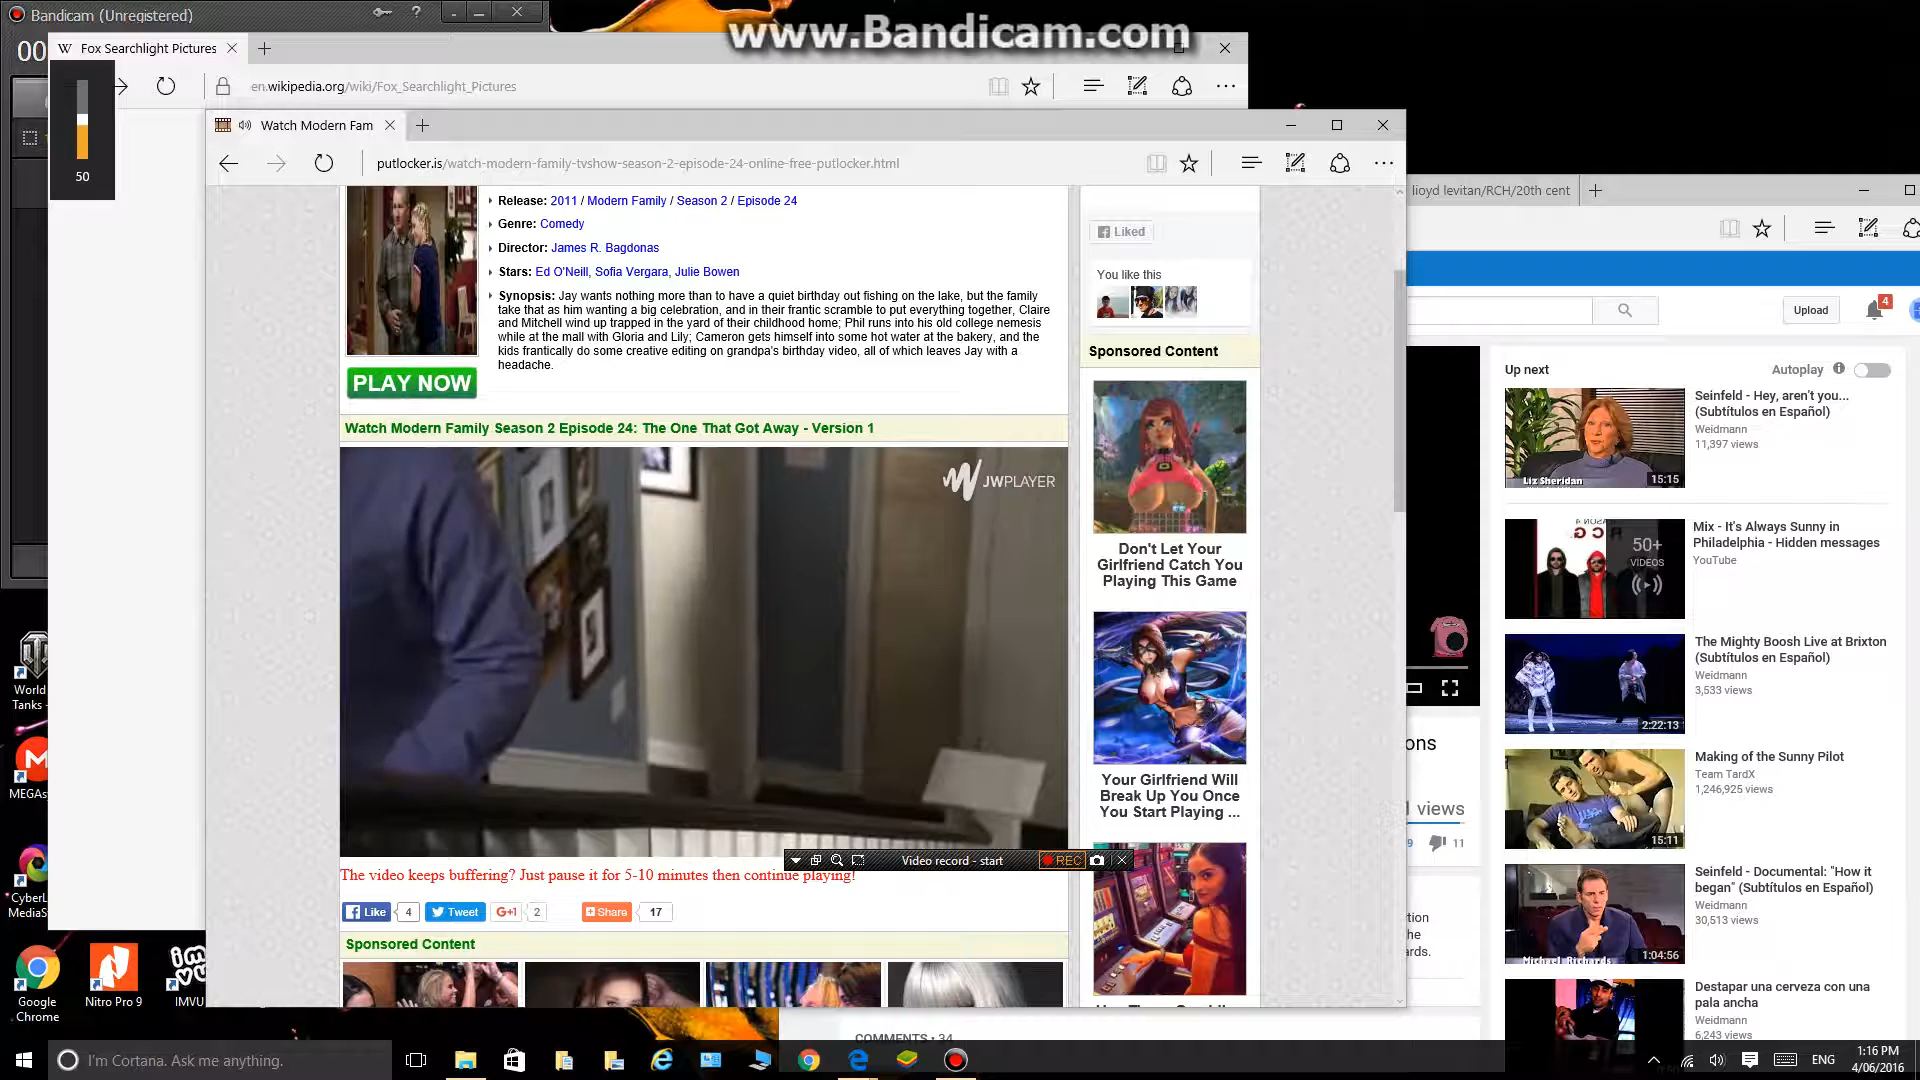 Bandicam (Unregistered)
www.Bandicam.com
00
Fox Searchlight Pictures
en.wikipedia.org/wiki/Fox_Searchlight_Pictures
50
Watch Modern Fam
putlocker.is/watch-modern-family-tvshow-season-2-episode-24-online-free-putlocker.html
lioyd levitan/RCH/20th cent
Release: 2011 / Modern Family / Season 2 / Episode 24
Genre: Comedy
Director: James R. Bagdonas
Stars: Ed O'Neill, Sofia Vergara, Julie Bowen
Synopsis: Jay wants nothing more than to have a quiet birthday out fishing on the lake, but the family
take that as him wanting a big celebration, and in their frantic scramble to put everything together, Claire
and Mitchell wind up trapped in the yard of their childhood home; Phil runs into his old college nemesis
while at the mall with Gloria and Lily; Cameron gets himself into some hot water at the bakery, and the
kids frantically do some creative editing on grandpa's birthday video, all of which leaves Jay with a
headache.
PLAY NOW
Watch Modern Family Season 2 Episode 24: The One That Got Away - Version 1
JWPLAYER
Video record - start
REC
The video keeps buffering? Just pause it for 5-10 minutes then continue playing!
Like 4 Tweet G+1 2 Share 17
Sponsored Content
Liked
You like this
Sponsored Content
Don't Let Your
Girlfriend Catch You
Playing This Game
Your Girlfriend Will
Break Up You Once
You Start Playing ...
Upload
4
Up next
Autoplay
Seinfeld - Hey, aren't you...
(Subtítulos en Español)
Weidmann
11,397 views
Liz Sheridan
15:15
Mix - It's Always Sunny in
Philadelphia - Hidden messages
YouTube
50+
VIDEOS
The Mighty Boosh Live at Brixton
(Subtítulos en Español)
Weidmann
3,533 views
2:22:13
Making of the Sunny Pilot
Team TardX
1,246,925 views
15:11
Seinfeld - Documental: "How it
began" (Subtítulos en Español)
Weidmann
30,513 views
Michael Richards
1:04:56
Destapar una cerveza con una
pala ancha
Weidmann
6,243 views
ons
1 views
9
11
tion
he
ards.
COMMENTS • 34
World
Tanks
MEGAs
CyberL
MediaS
Google
Chrome
Nitro Pro 9
IMVU
I'm Cortana. Ask me anything.
ENG
1:16 PM
4/06/2016